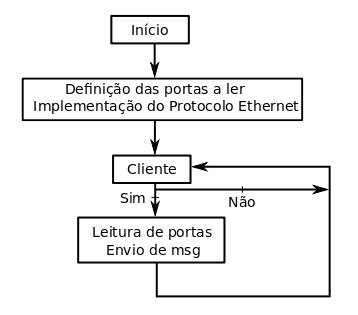 Início
Definição das portas a ler
Implementação do Protocolo Ethernet
Cliente
Sim
Não
Leitura de portas
Envio de msg